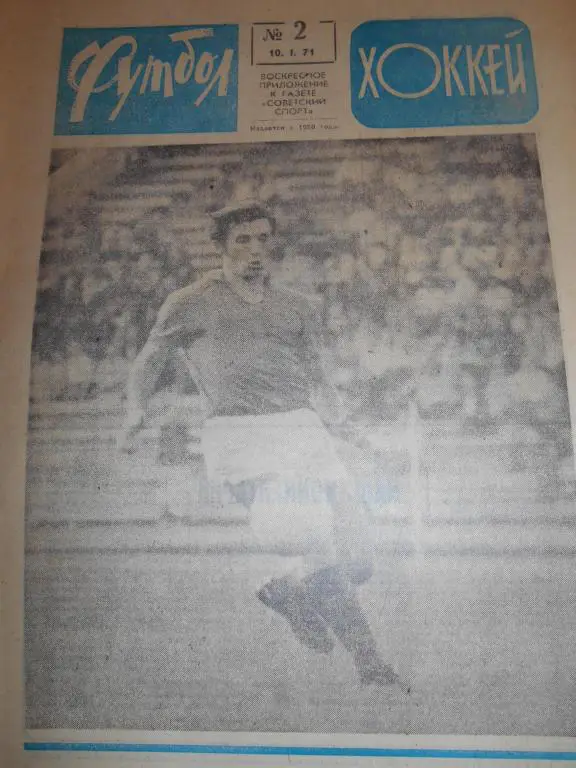 Футбол
№ 2
10. I. 71
ВОСКРЕСНОЕ
ПРИЛОЖЕНИЕ
К ГАЗЕТЕ
«СОВЕТСКИЙ
СПОРТ»
Издается с 1960 года
ХОККЕЙ